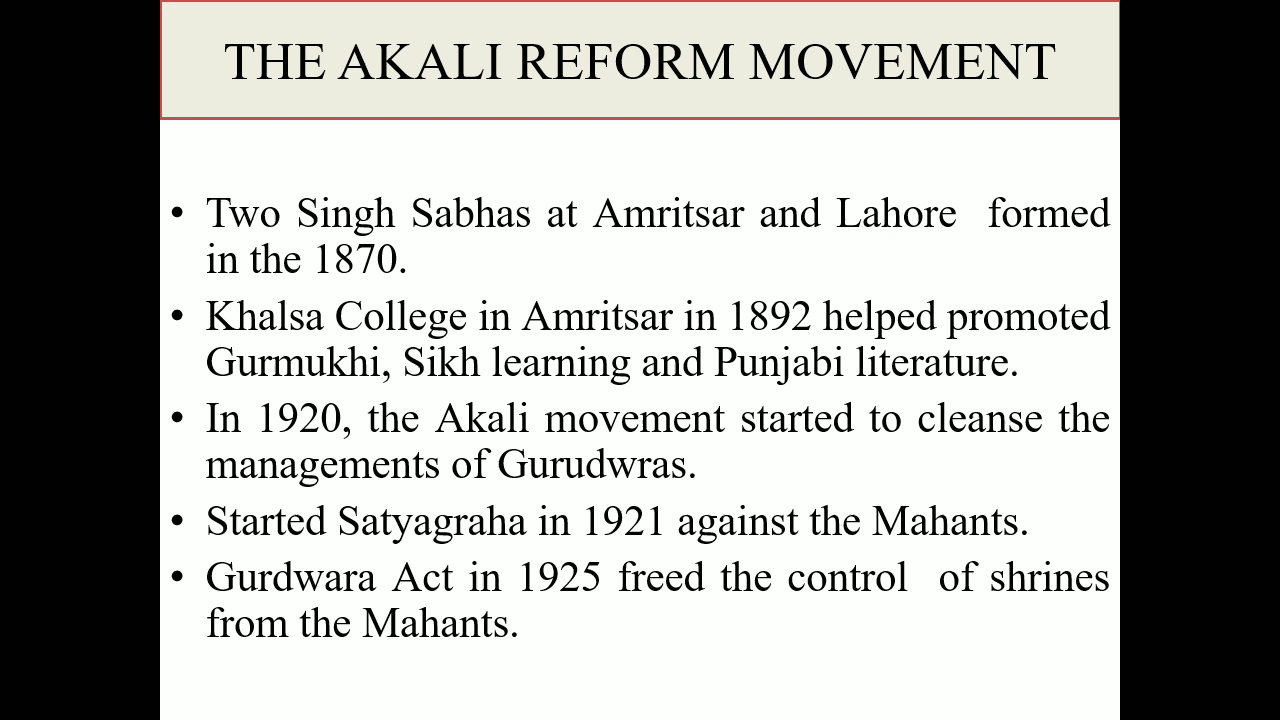 THE AKALI REFORM MOVEMENT
• Two Singh Sabhas at Amritsar and Lahore  formed
in the 1870.
• Khalsa College in Amritsar in 1892 helped promoted
Gurmukhi, Sikh learning and Punjabi literature.
• In 1920, the Akali movement started to cleanse the
managements of Gurudwras.
• Started Satyagraha in 1921 against the Mahants.
• Gurdwara Act in 1925 freed the control  of shrines
from the Mahants.